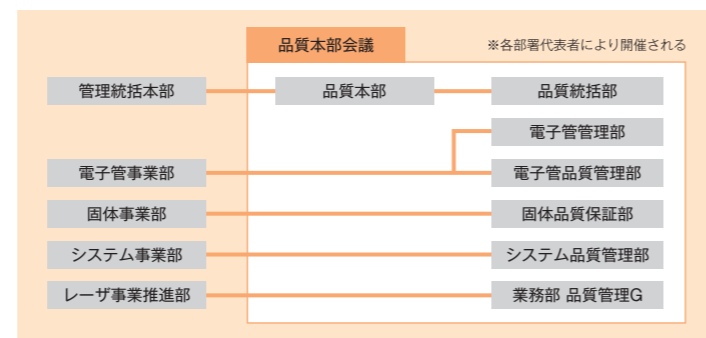 品質本部会議
※各部署代表者により開催される
管理統括本部
品質本部
品質統括部
電子管管理部
電子管事業部
電子管品質管理部
固体事業部
固体品質保証部
システム事業部
システム品質管理部
レーザ事業推進部
業務部 品質管理G